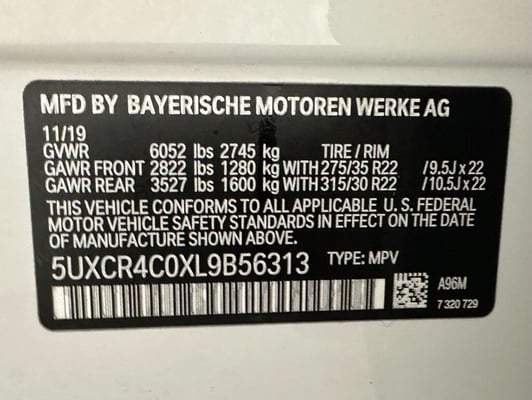 MFD BY BAYERISCHE MOTOREN WERKE AG
11/19
GVWR 6052 lbs 2745 kg TIRE / RIM
GAWR FRONT 2822 lbs 1280 kg WITH 275/35 R22 /9.5J x 22
GAWR REAR 3527 lbs 1600 kg WITH 315/30 R22 /10.5J x 22
THIS VEHICLE CONFORMS TO ALL APPLICABLE U. S. FEDERAL
MOTOR VEHICLE SAFETY STANDARDS IN EFFECT ON THE DATE
OF MANUFACTURE SHOWN ABOVE.
5UXCR4C0XL9B56313 TYPE: MPV
A96M
7 320 729